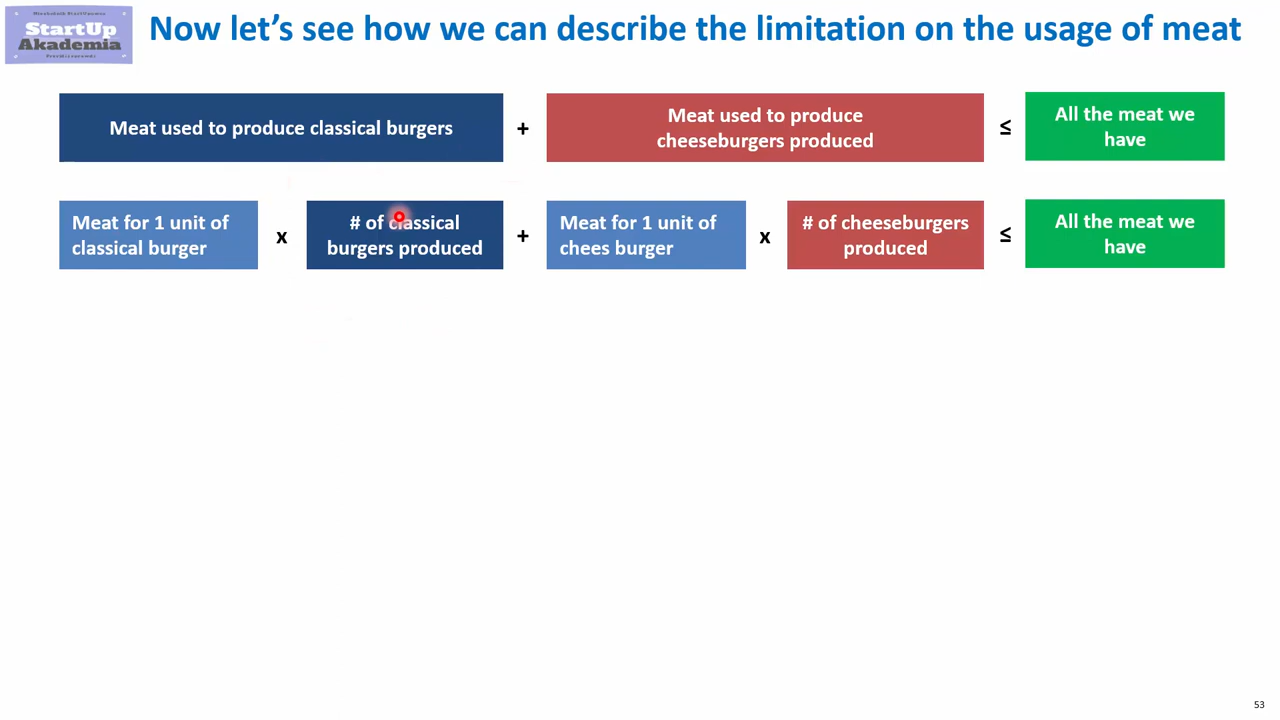 StartUp
Akademia
Now let's see how we can describe the limitation on the usage of meat
Meat used to produce classical burgers
+
Meat used to produce
cheeseburgers produced
≤
All the meat we
have
Meat for 1 unit of
classical burger
x
# of classical
burgers produced
+
Meat for 1 unit of
chees burger
x
# of cheeseburgers
produced
≤
All the meat we
have
53